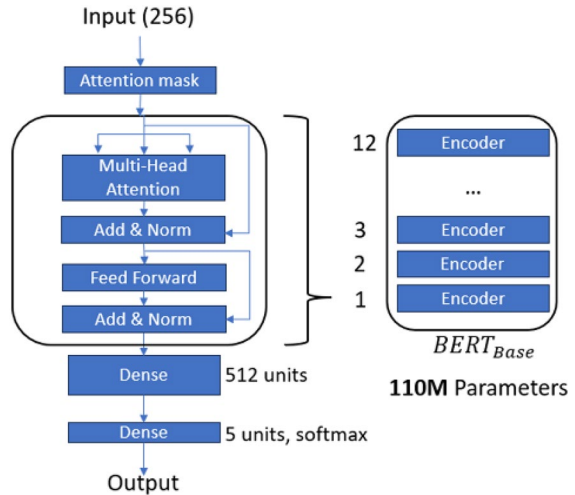 Input (256)
Attention mask
Multi-Head
Attention
Add & Norm
Feed Forward
Add & Norm
Dense
512 units
Dense
5 units, softmax
Output
12
Encoder
...
3
Encoder
2
Encoder
1
Encoder
BERT_Base
110M Parameters